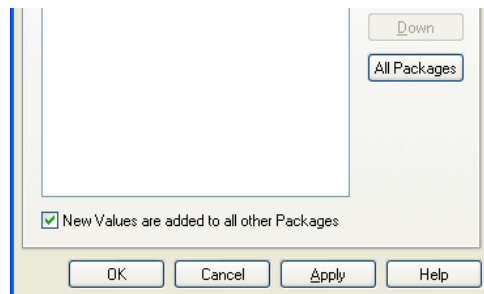 Down
All Packages
New Values are added to all other Packages
OK Cancel Apply Help